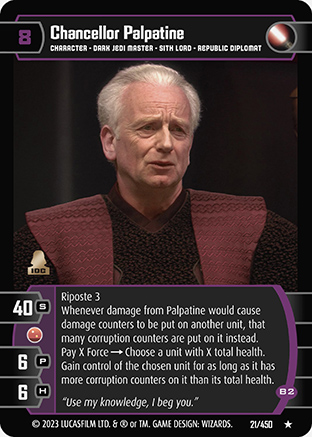 8 Chancellor Palpatine
CHARACTER - DARK JEDI MASTER - SITH LORD - REPUBLIC DIPLOMAT
IDC
40 S
6 P
6 H
Riposte 3
Whenever damage from Palpatine would cause
damage counters to be put on another unit, that
many corruption counters are put on it instead.
Pay X Force → Choose a unit with X total health.
Gain control of the chosen unit for as long as it has
more corruption counters on it than its total health.
B2
"Use my knowledge, I beg you."
© 2023 LUCASFILM LTD. & ® or TM. GAME DESIGN: WIZARDS. 21/450 ★